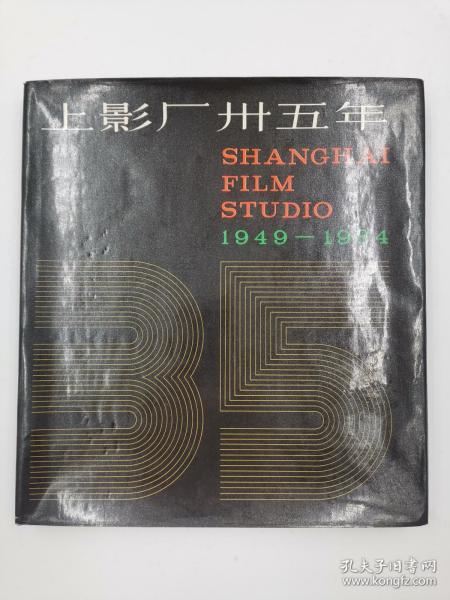 上影厂卅五年
SHANGHAI
FILM
STUDIO
1949－1984
35
孔夫子旧书网
www.kongfz.com